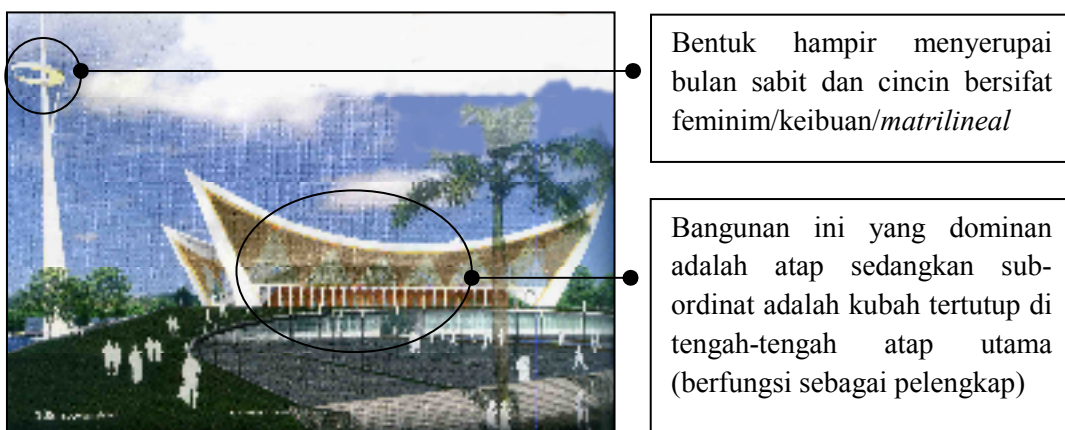 Bentuk hampir menyerupai
bulan sabit dan cincin bersifat
feminim/keibuan/matrilineal
Bangunan ini yang dominan
adalah atap sedangkan sub-
ordinat adalah kubah tertutup di
tengah-tengah atap utama
(berfungsi sebagai pelengkap)